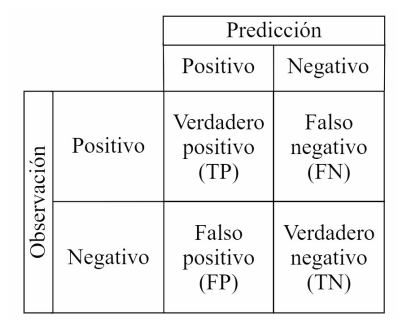 Predicción
Positivo Negativo
Observación
Positivo
Verdadero
positivo
(TP)
Falso
negativo
(FN)
Negativo
Falso
positivo
(FP)
Verdadero
negativo
(TN)